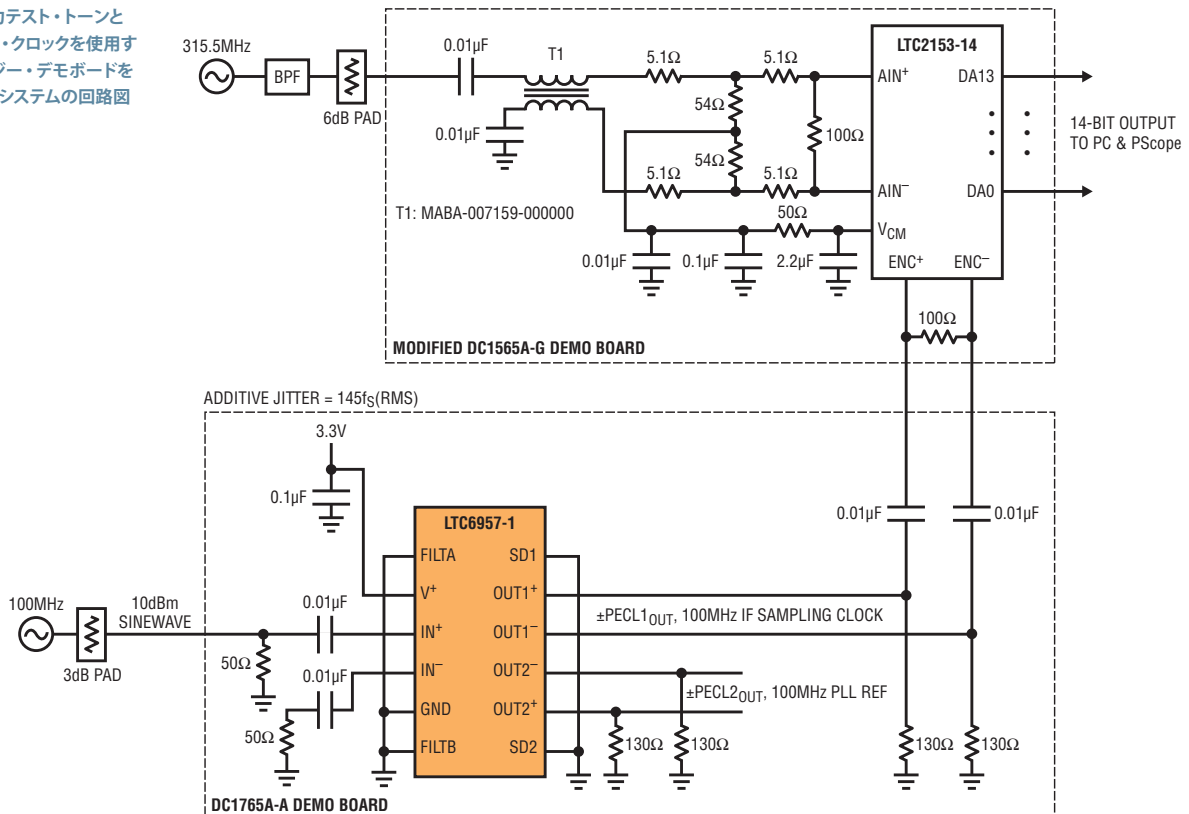 力テスト・トーンと
・クロックを使用す
ジー・デモボードを
システムの回路図
315.5MHz
BPF
6dB PAD
0.01µF
T1
0.01µF
5.1Ω
5.1Ω
54Ω
54Ω
100Ω
5.1Ω
5.1Ω
T1: MABA-007159-000000
50Ω
0.01µF
0.1µF
2.2µF
LTC2153-14
AIN+
DA13
AIN–
DA0
VCM
ENC+
ENC–
14-BIT OUTPUT
TO PC & PScope
100Ω
MODIFIED DC1565A-G DEMO BOARD
ADDITIVE JITTER = 145fS(RMS)
3.3V
0.1µF
LTC6957-1
FILTA
SD1
V+
OUT1+
IN+
OUT1–
IN–
OUT2–
GND
OUT2+
FILTB
SD2
100MHz
3dB PAD
10dBm
SINEWAVE
50Ω
0.01µF
0.01µF
50Ω
0.01µF
0.01µF
±PECL1OUT, 100MHz IF SAMPLING CLOCK
±PECL2OUT, 100MHz PLL REF
130Ω
130Ω
130Ω
130Ω
DC1765A-A DEMO BOARD